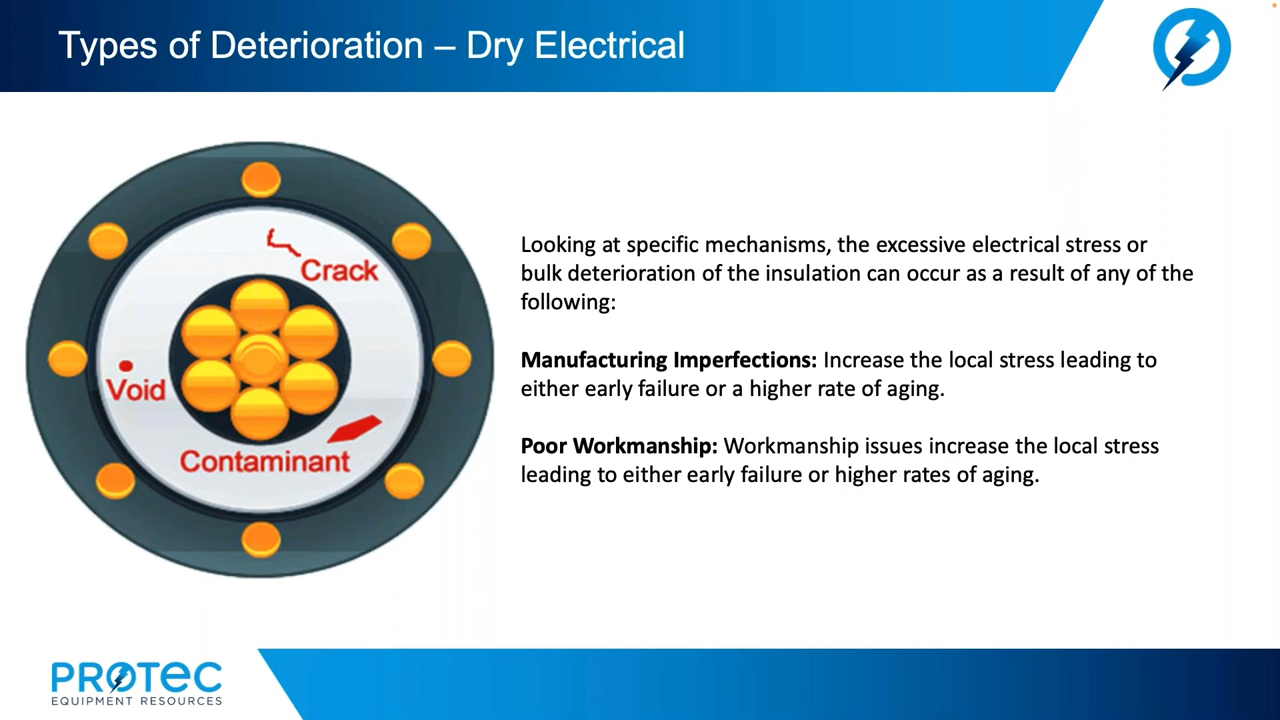 Types of Deterioration – Dry Electrical
Crack
Void
Contaminant
Looking at specific mechanisms, the excessive electrical stress or
bulk deterioration of the insulation can occur as a result of any of the
following:
Manufacturing Imperfections: Increase the local stress leading to
either early failure or a higher rate of aging.
Poor Workmanship: Workmanship issues increase the local stress
leading to either early failure or higher rates of aging.
PROTEC
EQUIPMENT RESOURCES